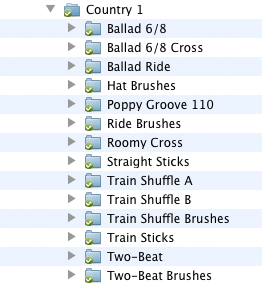 Country 1
Ballad 6/8
Ballad 6/8 Cross
Ballad Ride
Hat Brushes
Poppy Groove 110
Ride Brushes
Roomy Cross
Straight Sticks
Train Shuffle A
Train Shuffle B
Train Shuffle Brushes
Train Sticks
Two-Beat
Two-Beat Brushes